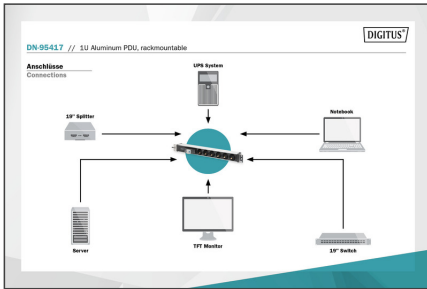 DIGITUS®
DN-95417 // 1U Aluminum PDU, rackmountable
Anschlüsse
Connections
UPS System
19" Splitter
Notebook
Server
TFT Monitor
19" Switch